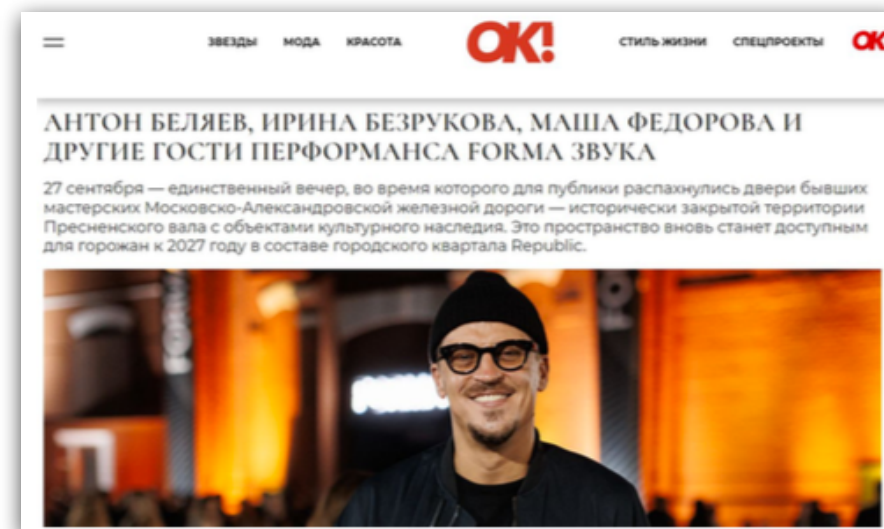 ЗВЕЗДЫ МОДА КРАСОТА OK! СТИЛЬ ЖИЗНИ СПЕЦПРОЕКТЫ
АНТОН БЕЛЯЕВ, ИРИНА БЕЗРУКОВА, МАША ФЕДОРОВА И
ДРУГИЕ ГОСТИ ПЕРФОРМАНСА FORMA ЗВУКА
27 сентября — единственный вечер, во время которого для публики распахнулись двери бывших
мастерских Московско-Александровской железной дороги — исторически закрытой территории
Пресненского вала с объектами культурного наследия. Это пространство вновь станет доступным
для горожан к 2027 году в составе городского квартала Republic.